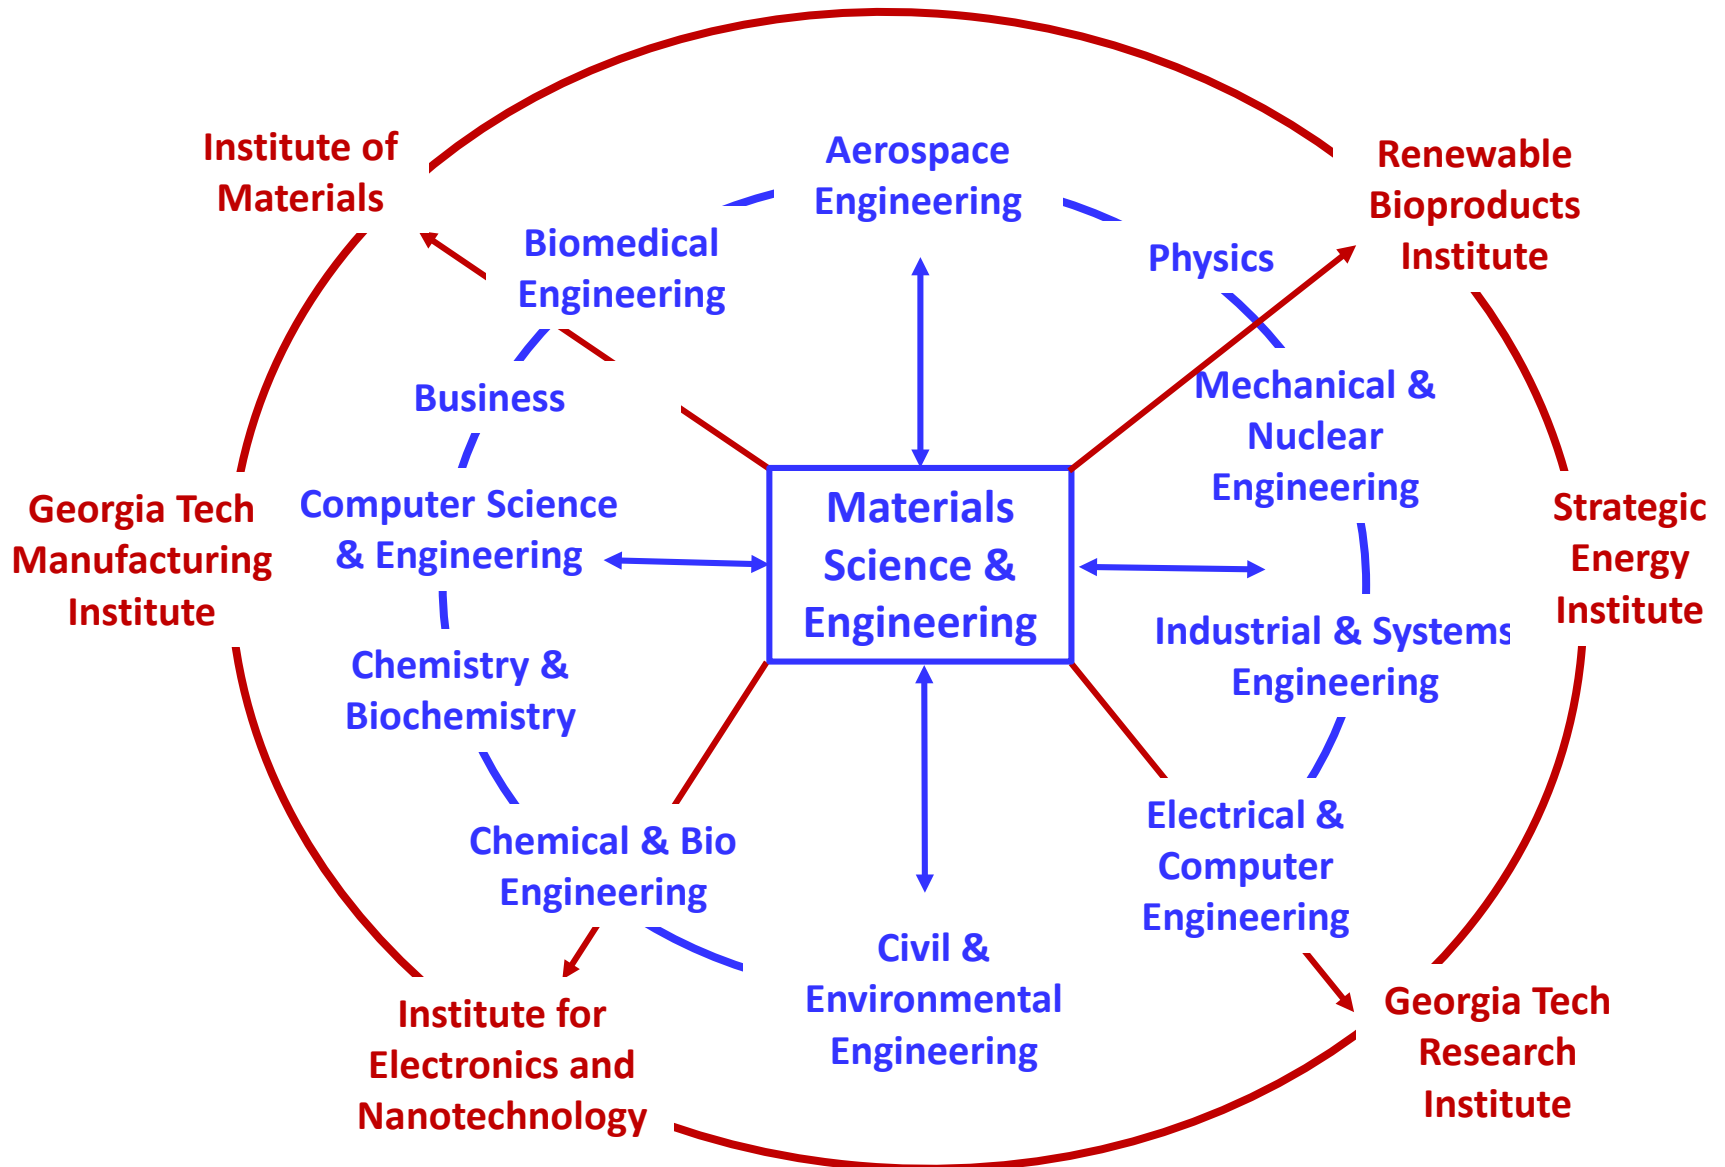 Institute of
Materials
Aerospace
Engineering
Renewable
Bioproducts
Institute
Biomedical
Engineering
Physics
Business
Mechanical &
Nuclear
Engineering
Georgia Tech
Manufacturing
Institute
Computer Science
& Engineering
Materials
Science &
Engineering
Strategic
Energy
Institute
Chemistry &
Biochemistry
Industrial & Systems
Engineering
Chemical & Bio
Engineering
Electrical &
Computer
Engineering
Civil &
Environmental
Engineering
Institute for
Electronics and
Nanotechnology
Georgia Tech
Research
Institute